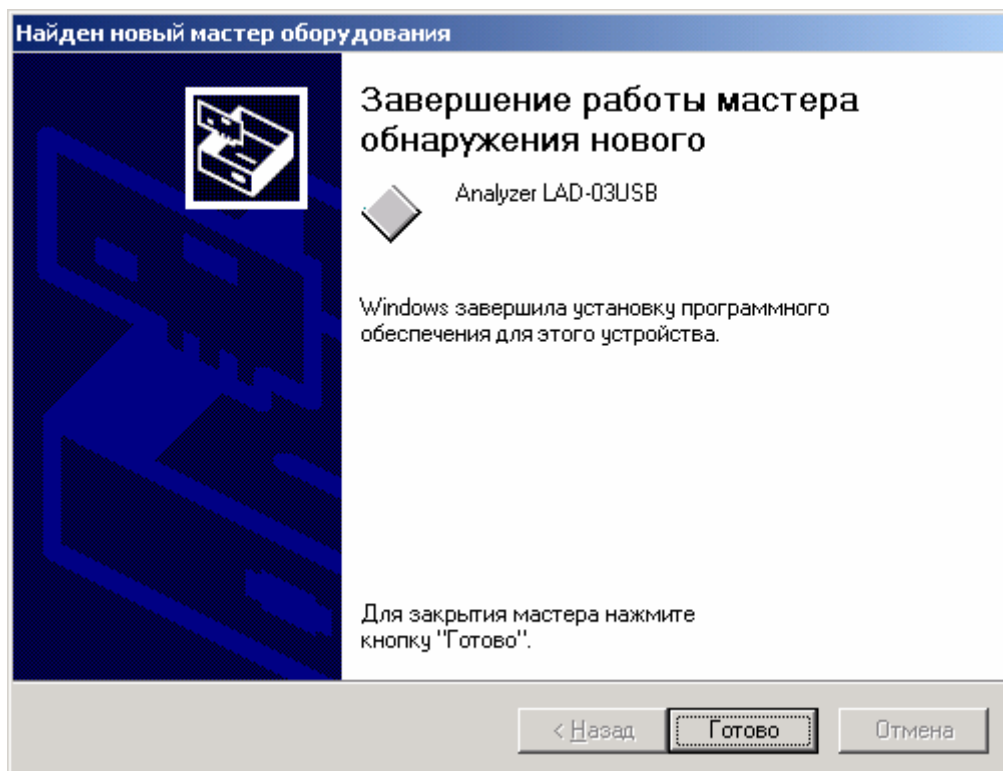 Найден новый мастер оборудования
Завершение работы мастера
обнаружения нового
Analyzer LAD-03USB
Windows завершила установку программного
обеспечения для этого устройства.
Для закрытия мастера нажмите
кнопку "Готово".
< Назад
Готово
Отмена